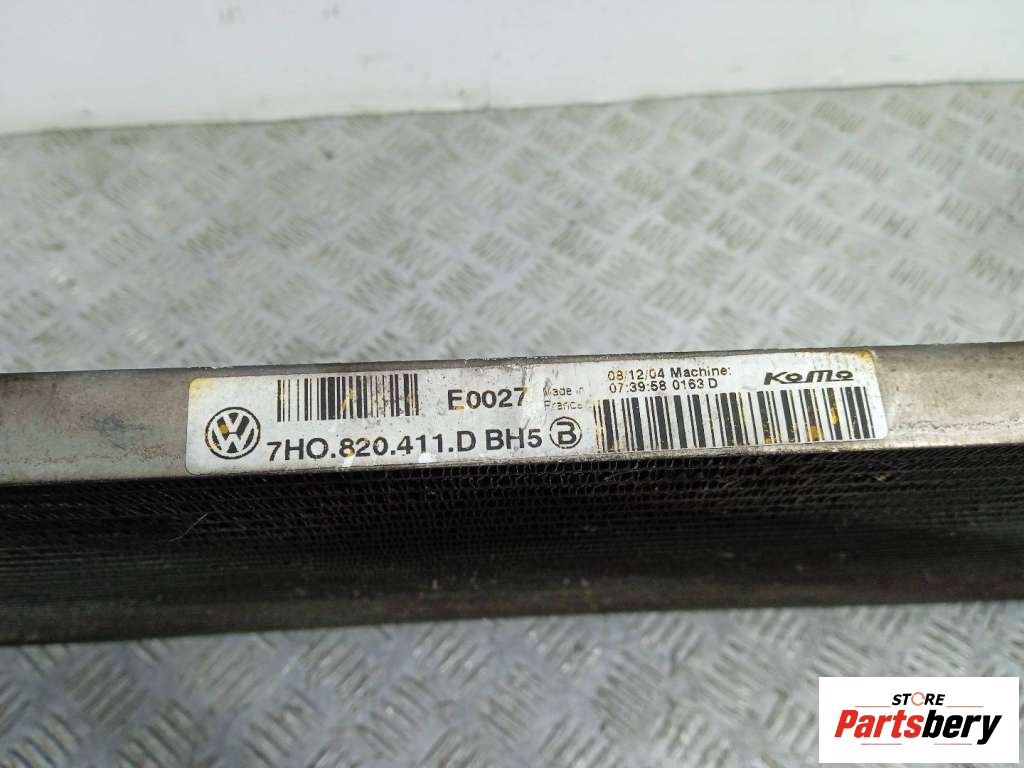 E0027
Made in
France
08/12/04 Machine:
07:39:58 0163 D
KoMo
VW
7HO.820.411.D BH5 B
STORE
Partsbery